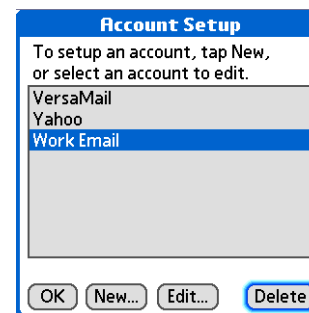 Account Setup
To setup an account, tap New,
or select an account to edit.
VersaMail
Yahoo
Work Email
OK New... Edit... Delete